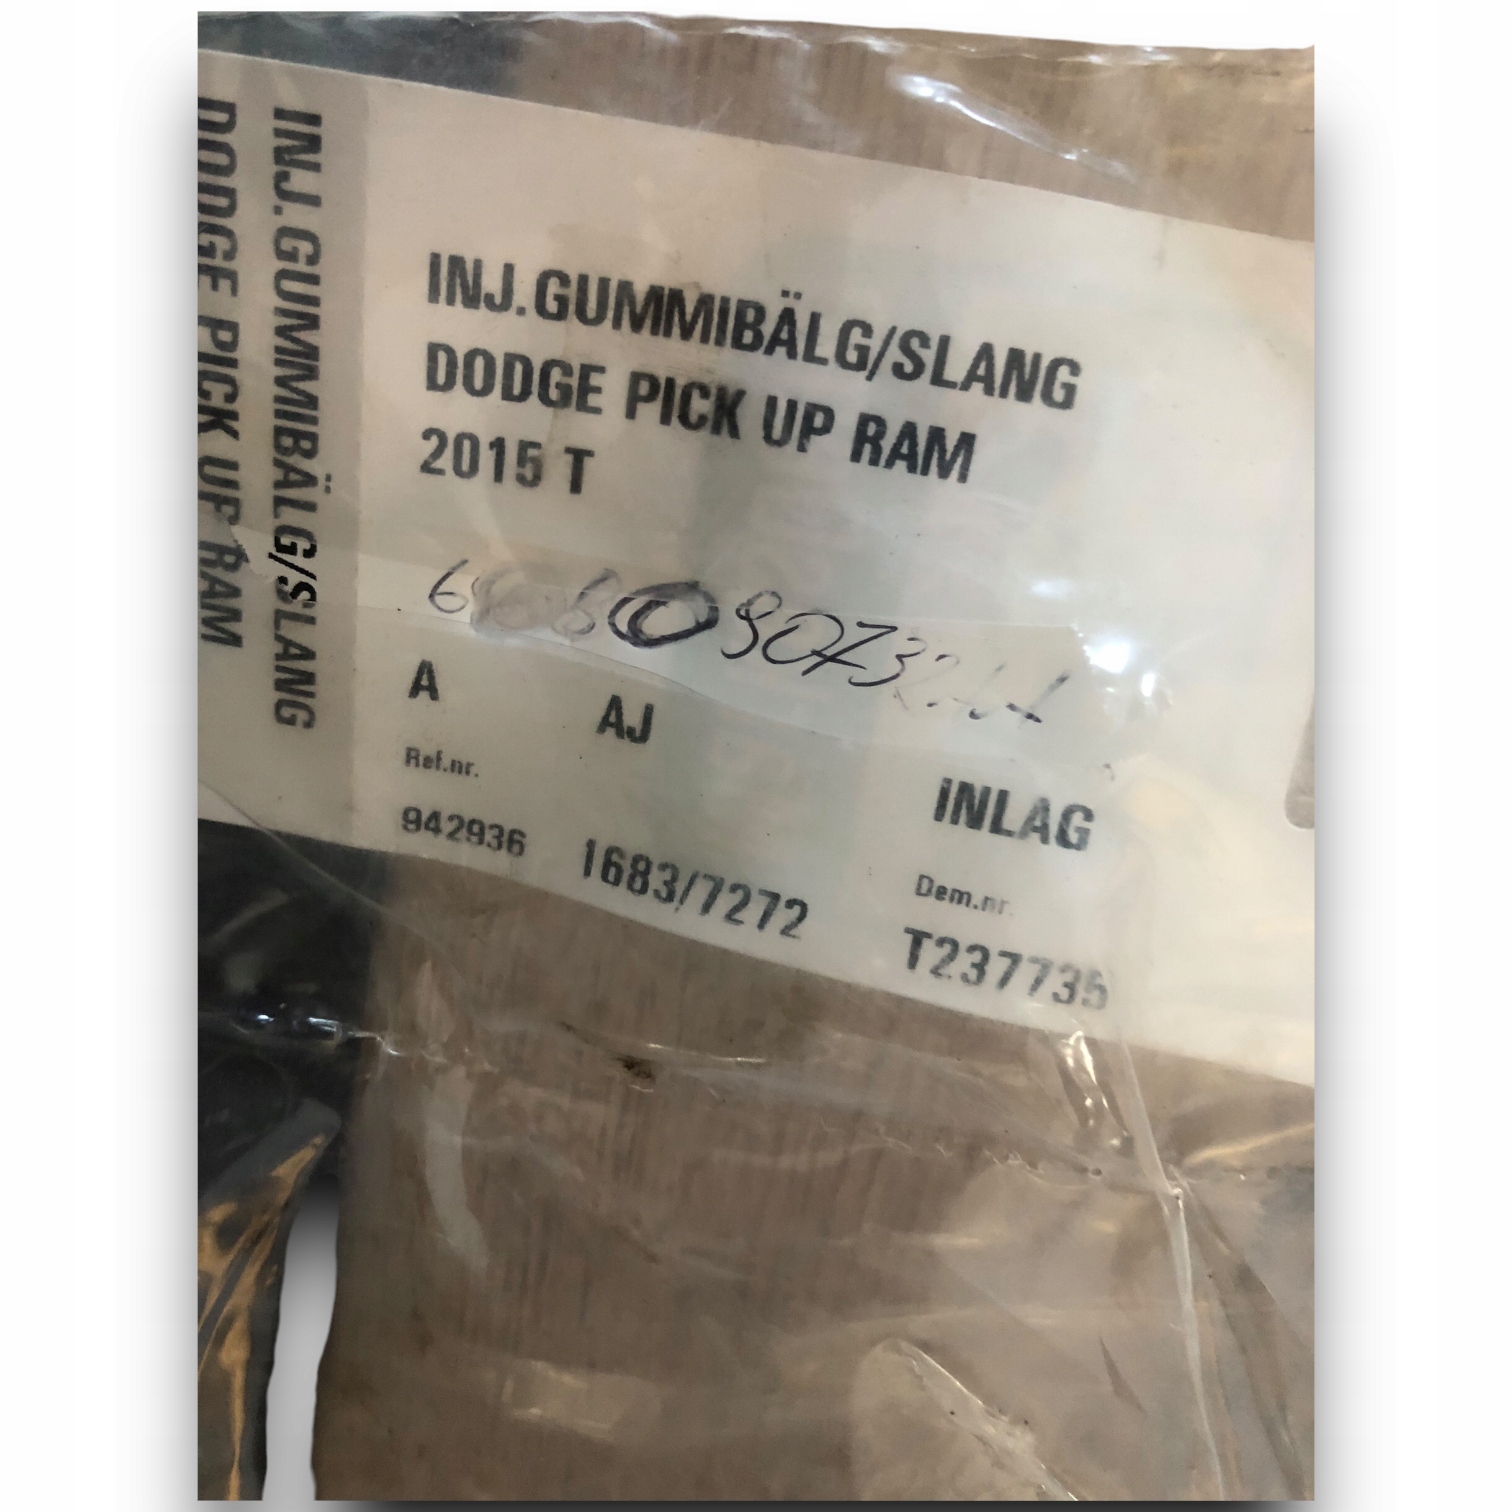 INJ.GUMMIBÄLG/SLANG
DODGE PICK UP RAM
INJ.GUMMIBÄLG/SLANG
DODGE PICK UP RAM
2015 T
A
AJ
INLAG
Ref.nr.
Dem.nr.
942936
1683/7272
T237735